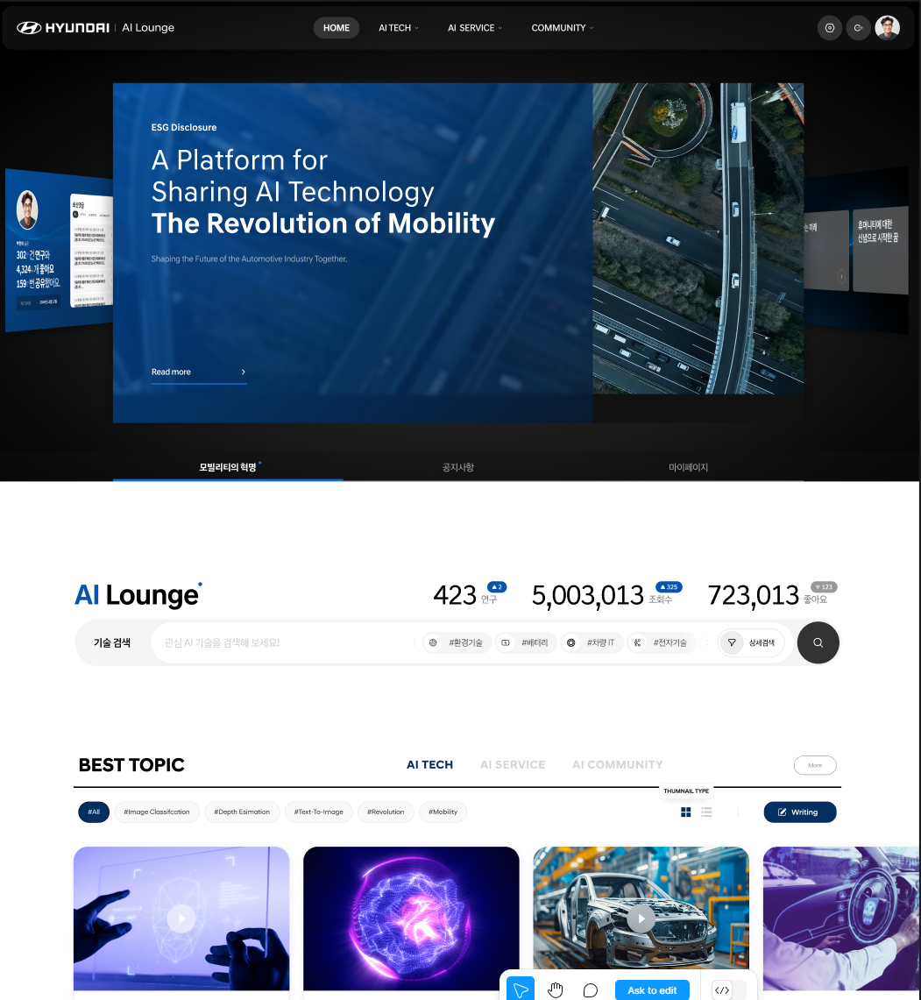 HYUNDAI
AI Lounge
HOME
AI TECH
AI SERVICE
COMMUNITY
ESG Disclosure
A Platform for
Sharing AI Technology
The Revolution of Mobility
Shaping the Future of the Automotive Industry Together.
Read more
302 건 연구와
4,324 개 좋아요
159 번 공유했어요.
휴머니티에 대한
신념으로 시작한 꿈
모빌리티의 혁명
공지사항
마이페이지
AI Lounge
423 연구
2
5,003,013 조회수
325
723,013 좋아요
123
기술 검색
관심 AI 기술을 검색해 보세요!
#환경기술
#배터리
#차량 IT
#전자기술
상세검색
BEST TOPIC
AI TECH
AI SERVICE
AI COMMUNITY
More
THUMNAIL TYPE
#All
#Image Classifcation
#Depth Esimation
#Text-To-Image
#Revolution
#Mobility
Writing
Ask to edit